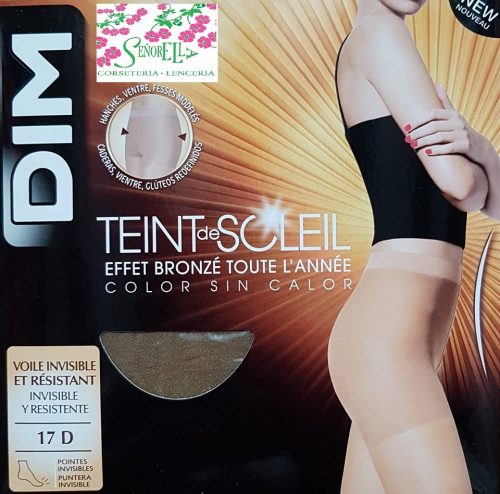 DIM
SEÑORELLA
CORSETERÍA · LENCERÍA
NEW
NOUVEAU
HANCHES, VENTRE, FESSES MODELÉS
CADERAS, VIENTRE, GLÚTEOS REDEFINIDOS
TEINT de SOLEIL
EFFET BRONZÉ TOUTE L'ANNÉE
COLOR SIN CALOR
VOILE INVISIBLE
ET RÉSISTANT
INVISIBLE
Y RESISTENTE
17 D
POINTES
INVISIBLES
PUNTERA
INVISIBLE